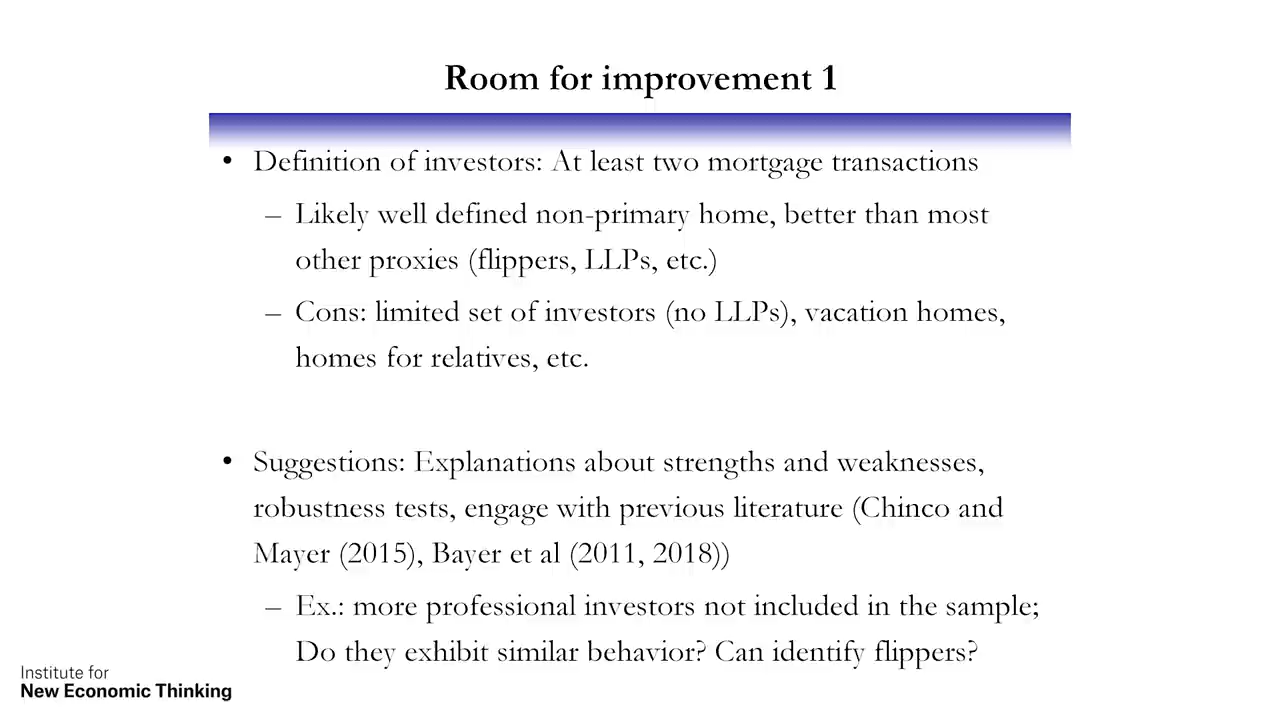 Room for improvement 1
• Definition of investors: At least two mortgage transactions
– Likely well defined non-primary home, better than most
other proxies (flippers, LLPs, etc.)
– Cons: limited set of investors (no LLPs), vacation homes,
homes for relatives, etc.
• Suggestions: Explanations about strengths and weaknesses,
robustness tests, engage with previous literature (Chinco and
Mayer (2015), Bayer et al (2011, 2018))
– Ex.: more professional investors not included in the sample;
Do they exhibit similar behavior? Can identify flippers?
Institute for
New Economic Thinking